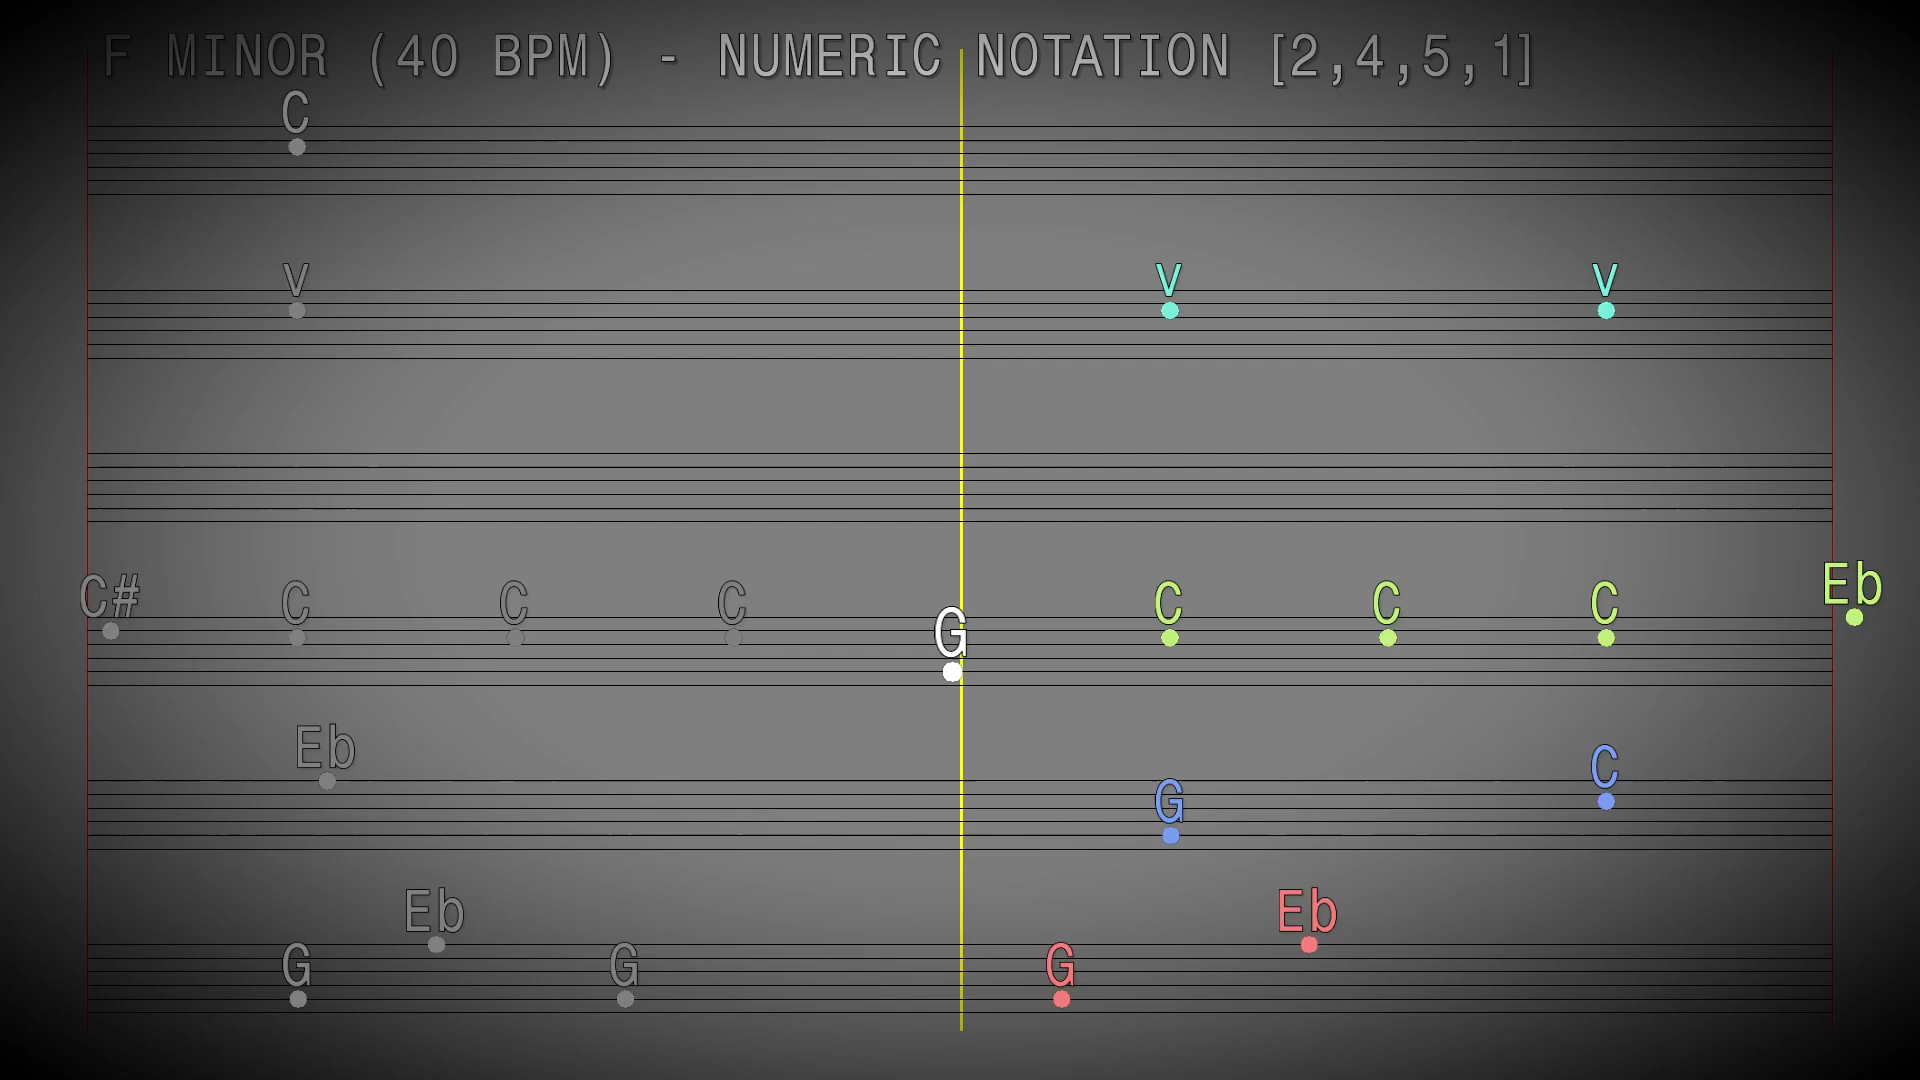 F MINOR (40 BPM) - NUMERIC NOTATION [2,4,5,1]
C
V V V
C# C C C G C C C Eb
Eb G C
G Eb G G Eb